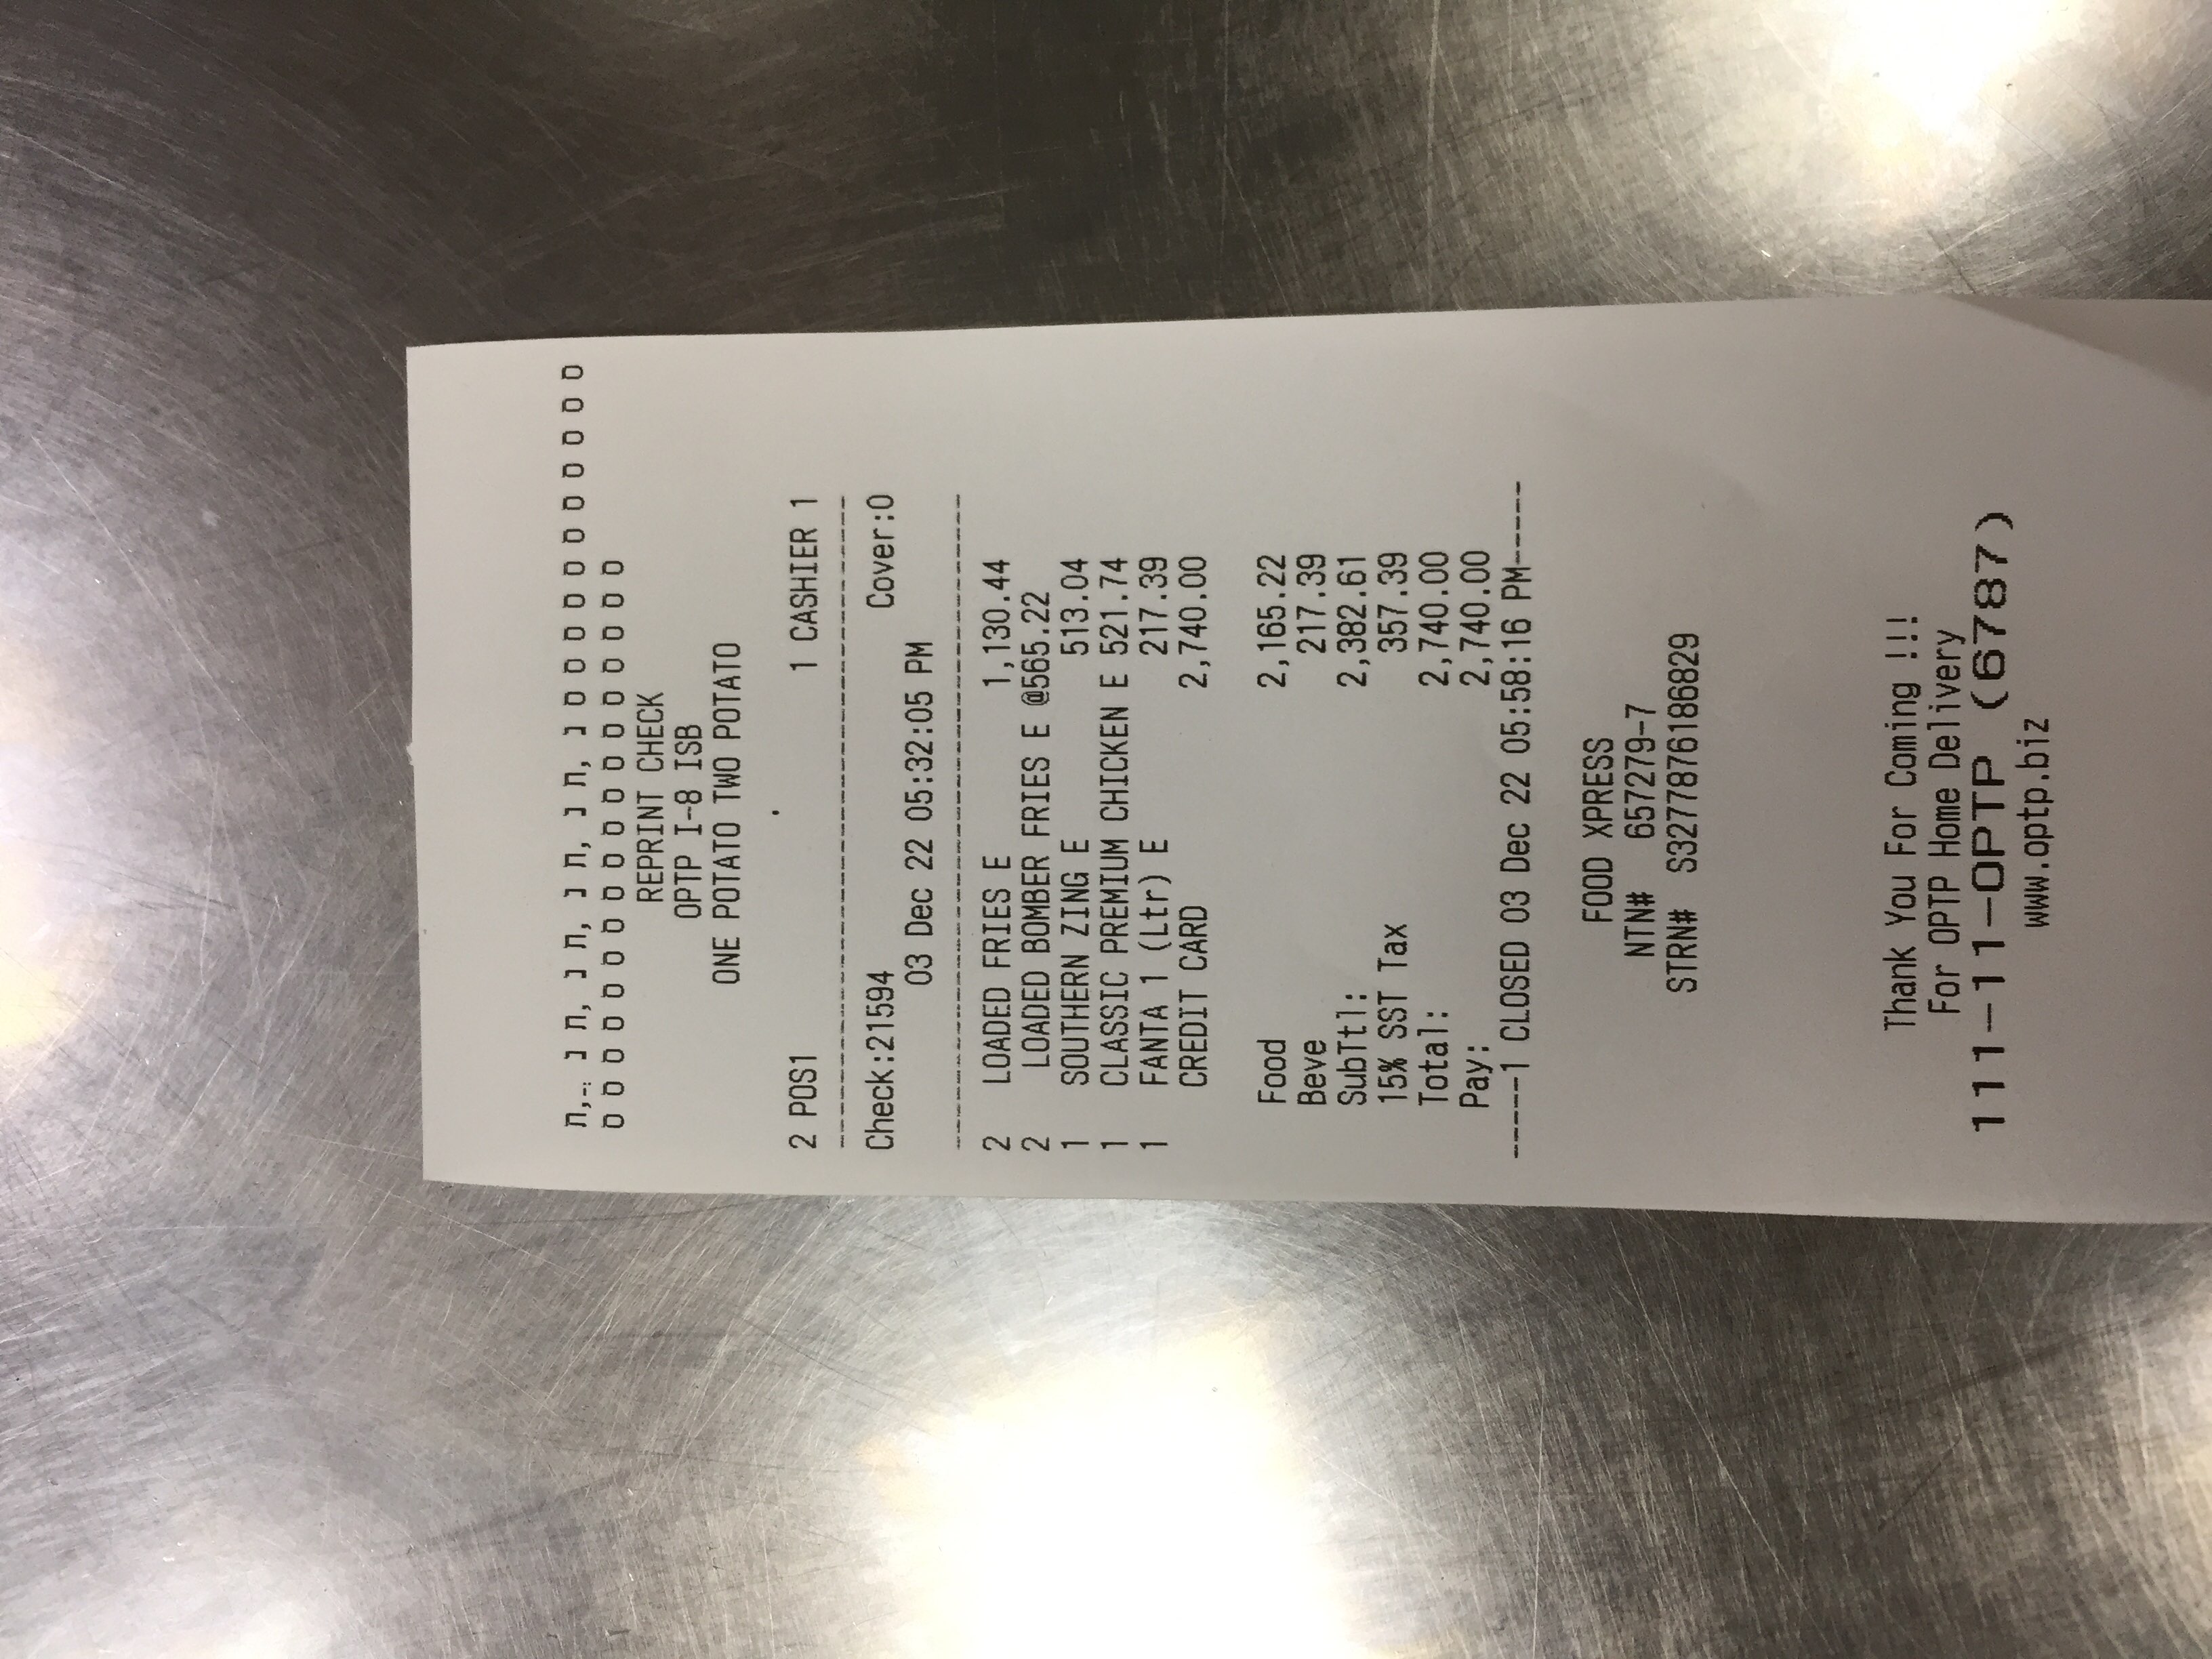 ת,.. נ ת, נ ת, נ ת, נ ת, נ ס ס ס ס ס ס ס ס ס ס ס
ס ס ס ס ס ס ס ס ס ס ס ס ס ס ס ס ס ס
REPRINT CHECK
OPTP I-8 ISB
ONE POTATO TWO POTATO
.
2 POS1 1 CASHIER 1
----------------------------------------
Check:21594 Cover:0
03 Dec 22 05:32:05 PM
----------------------------------------
2 LOADED FRIES E 1,130.44
2 LOADED BOMBER FRIES E @565.22
1 SOUTHERN ZING E 513.04
1 CLASSIC PREMIUM CHICKEN E 521.74
1 FANTA 1 (Ltr) E 217.39
CREDIT CARD 2,740.00
Food 2,165.22
Beve 217.39
SubTtl: 2,382.61
15% SST Tax 357.39
Total: 2,740.00
Pay: 2,740.00
-----1 CLOSED 03 Dec 22 05:58:16 PM-----
FOOD XPRESS
NTN# 657279-7
STRN# S3277876186829
Thank You For Coming !!!
For OPTP Home Delivery
111-11-OPTP (6787)
www.optp.biz